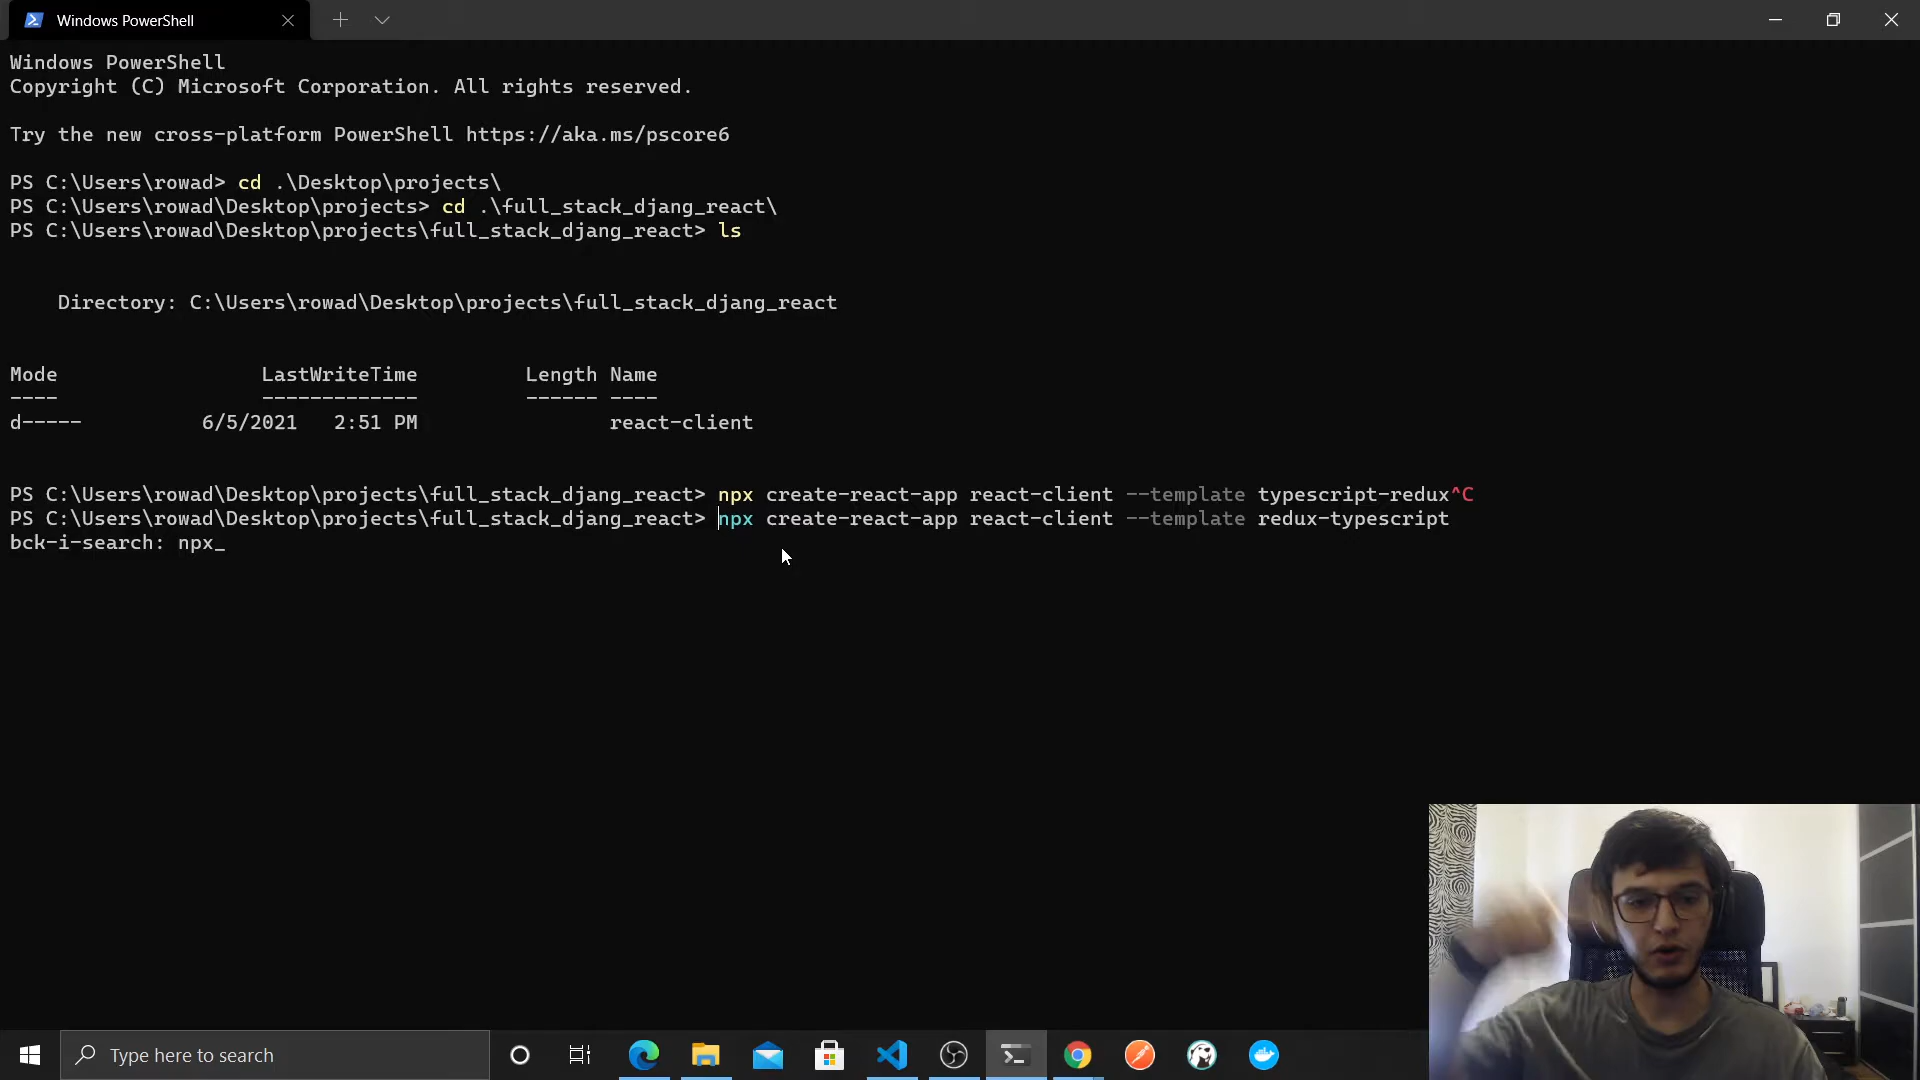 Windows PowerShell
Windows PowerShell
Copyright (C) Microsoft Corporation. All rights reserved.
Try the new cross-platform PowerShell https://aka.ms/pscore6
PS C:\Users\rowad> cd .\Desktop\projects\
PS C:\Users\rowad\Desktop\projects> cd .\full_stack_djang_react\
PS C:\Users\rowad\Desktop\projects\full_stack_djang_react> ls
Directory: C:\Users\rowad\Desktop\projects\full_stack_djang_react
Mode LastWriteTime Length Name
---- ------------- ------ ----
d----- 6/5/2021 2:51 PM react-client
PS C:\Users\rowad\Desktop\projects\full_stack_djang_react> npx create-react-app react-client --template typescript-redux^C
PS C:\Users\rowad\Desktop\projects\full_stack_djang_react> npx create-react-app react-client --template redux-typescript
bck-i-search: npx_
Type here to search